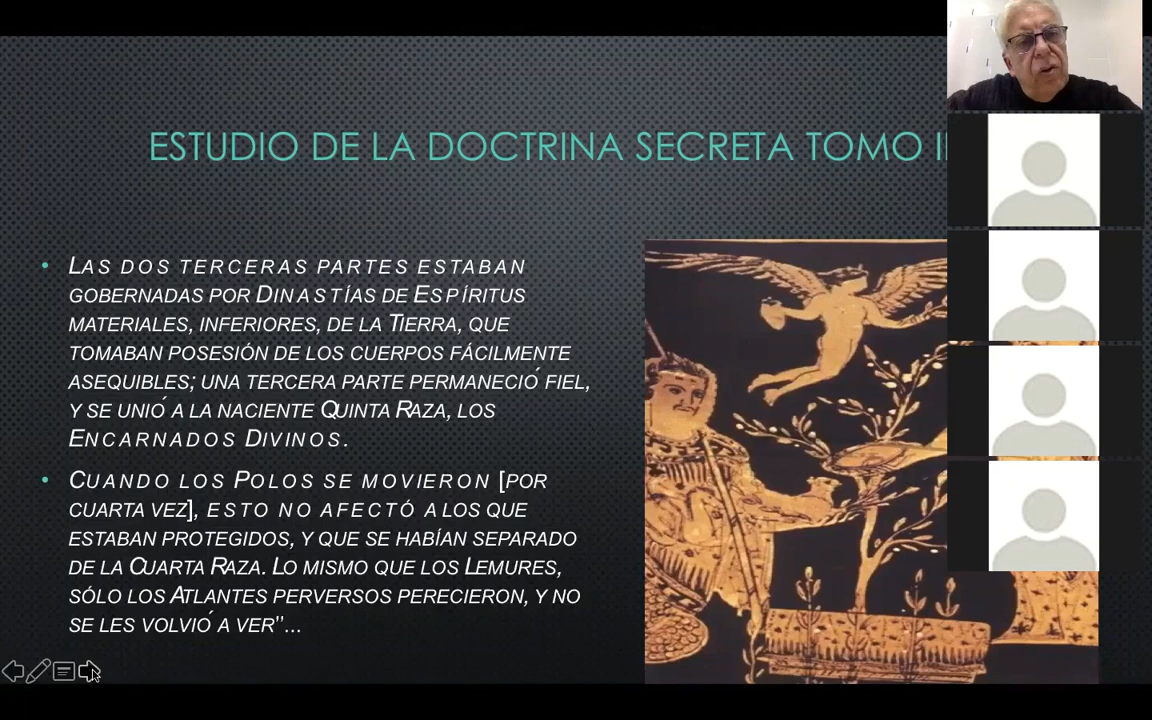 ESTUDIO DE LA DOCTRINA SECRETA TOMO
• LAS DOS TERCERAS PARTES ESTABAN
GOBERNADAS POR DINASTÍAS DE ESPÍRITUS
MATERIALES, INFERIORES, DE LA TIERRA, QUE
TOMABAN POSESIÓN DE LOS CUERPOS FÁCILMENTE
ASEQUIBLES; UNA TERCERA PARTE PERMANECIÓ FIEL,
Y SE UNIÓ A LA NACIENTE QUINTA RAZA, LOS
ENCARNADOS DIVINOS.
• CUANDO LOS POLOS SE MOVIERON [POR
CUARTA VEZ], ESTO NO AFECTÓ A LOS QUE
ESTABAN PROTEGIDOS, Y QUE SE HABÍAN SEPARADO
DE LA CUARTA RAZA. LO MISMO QUE LOS LEMURES,
SÓLO LOS ATLANTES PERVERSOS PERECIERON, Y NO
SE LES VOLVIÓ A VER”...